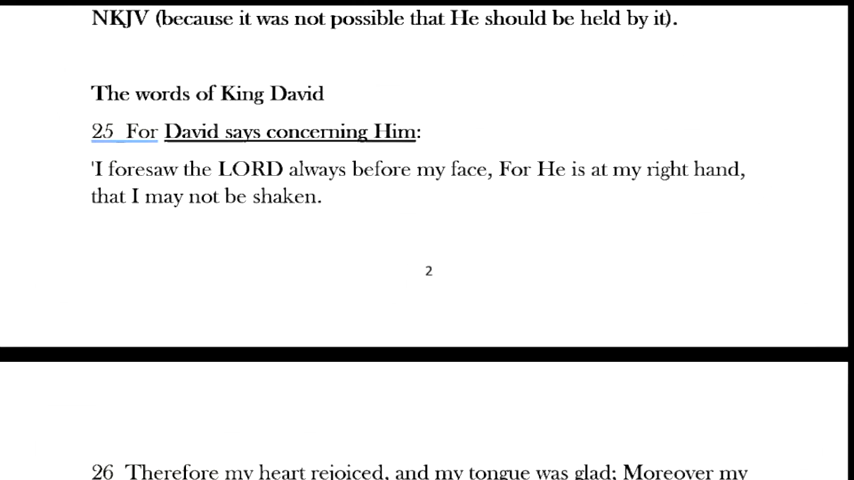 NKJV (because it was not possible that He should be held by it).
The words of King David
25 For David says concerning Him:
'I foresaw the LORD always before my face, For He is at my right hand,
that I may not be shaken.
2
26 Therefore my heart rejoiced, and my tongue was glad; Moreover my